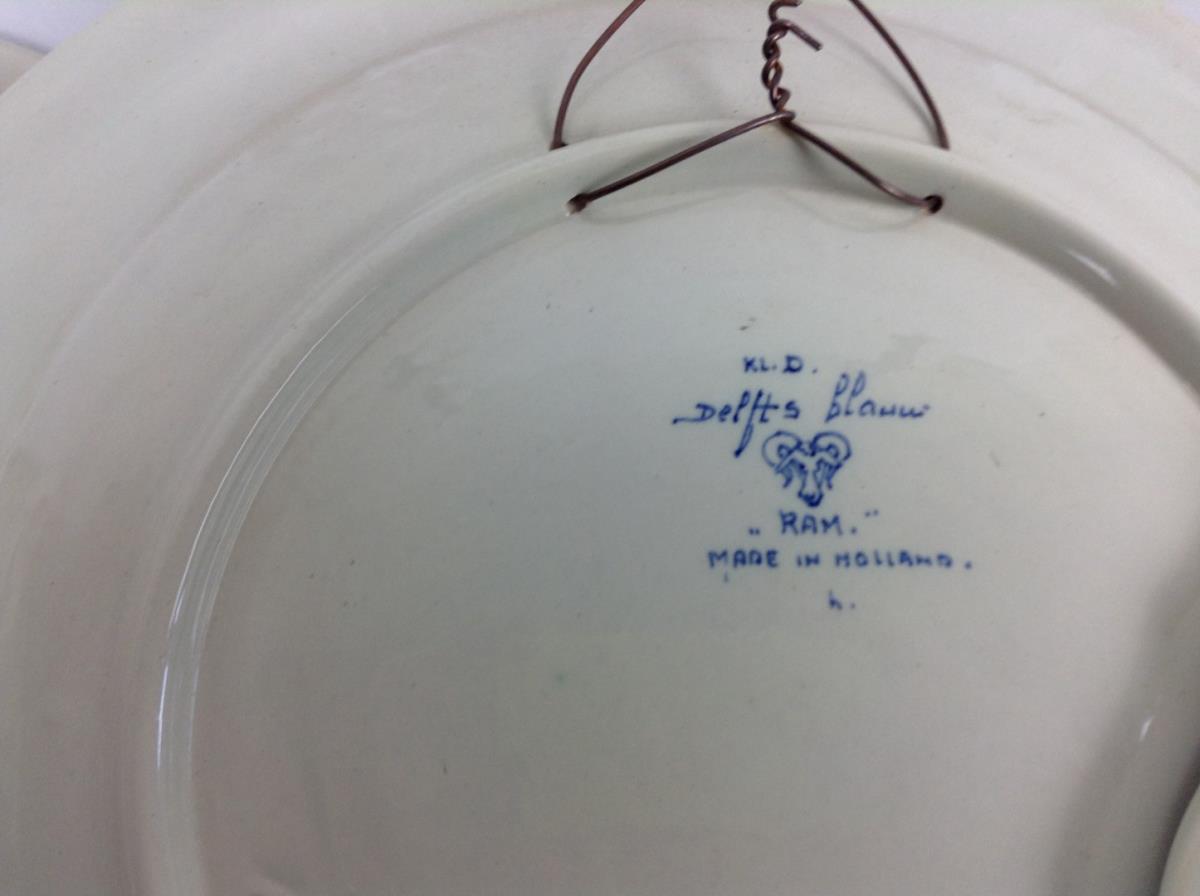 KL.D.
Delfts blauw
„ RAM.”
MADE IN HOLLAND.
h.